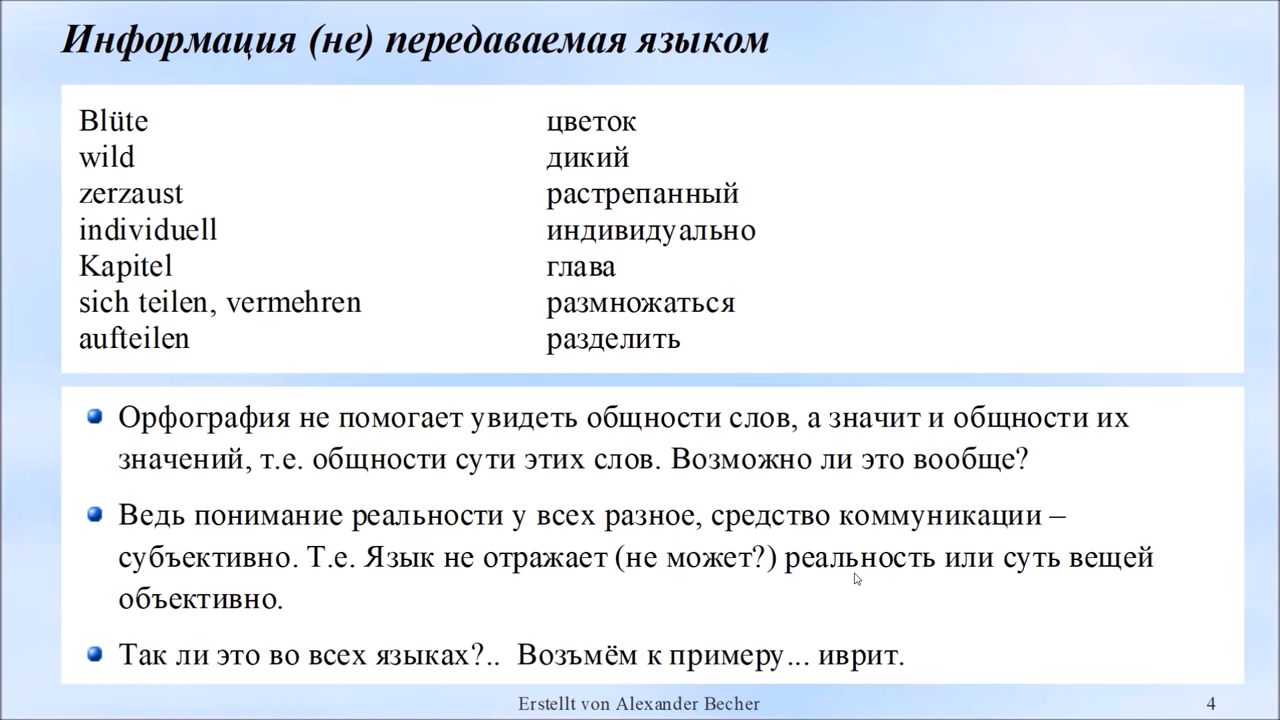 Информация (не) передаваемая языком
Blüte цветок
wild дикий
zerzaust растрепанный
individuell индивидуально
Kapitel глава
sich teilen, vermehren размножаться
aufteilen разделить
Орфография не помогает увидеть общности слов, а значит и общности их
значений, т.е. общности сути этих слов. Возможно ли это вообще?
Ведь понимание реальности у всех разное, средство коммуникации –
субъективно. Т.е. Язык не отражает (не может?) реальность или суть вещей
объективно.
Так ли это во всех языках?.. Возъмём к примеру... иврит.
Erstellt von Alexander Becher 4